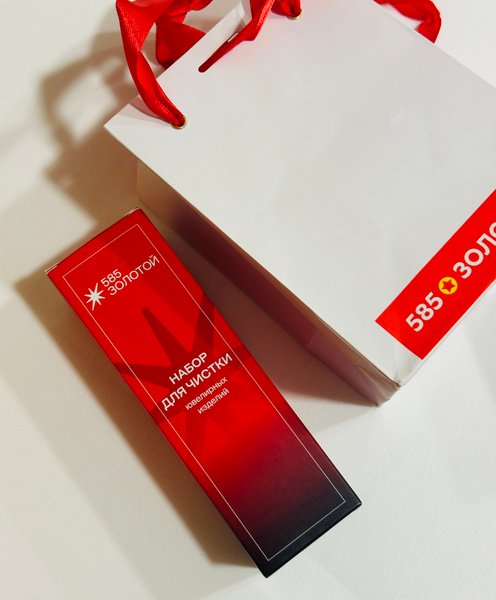 585
ЗОЛОТОЙ
НАБОР
ДЛЯ ЧИСТКИ
ювелирных
изделий
585 ЗОЛО